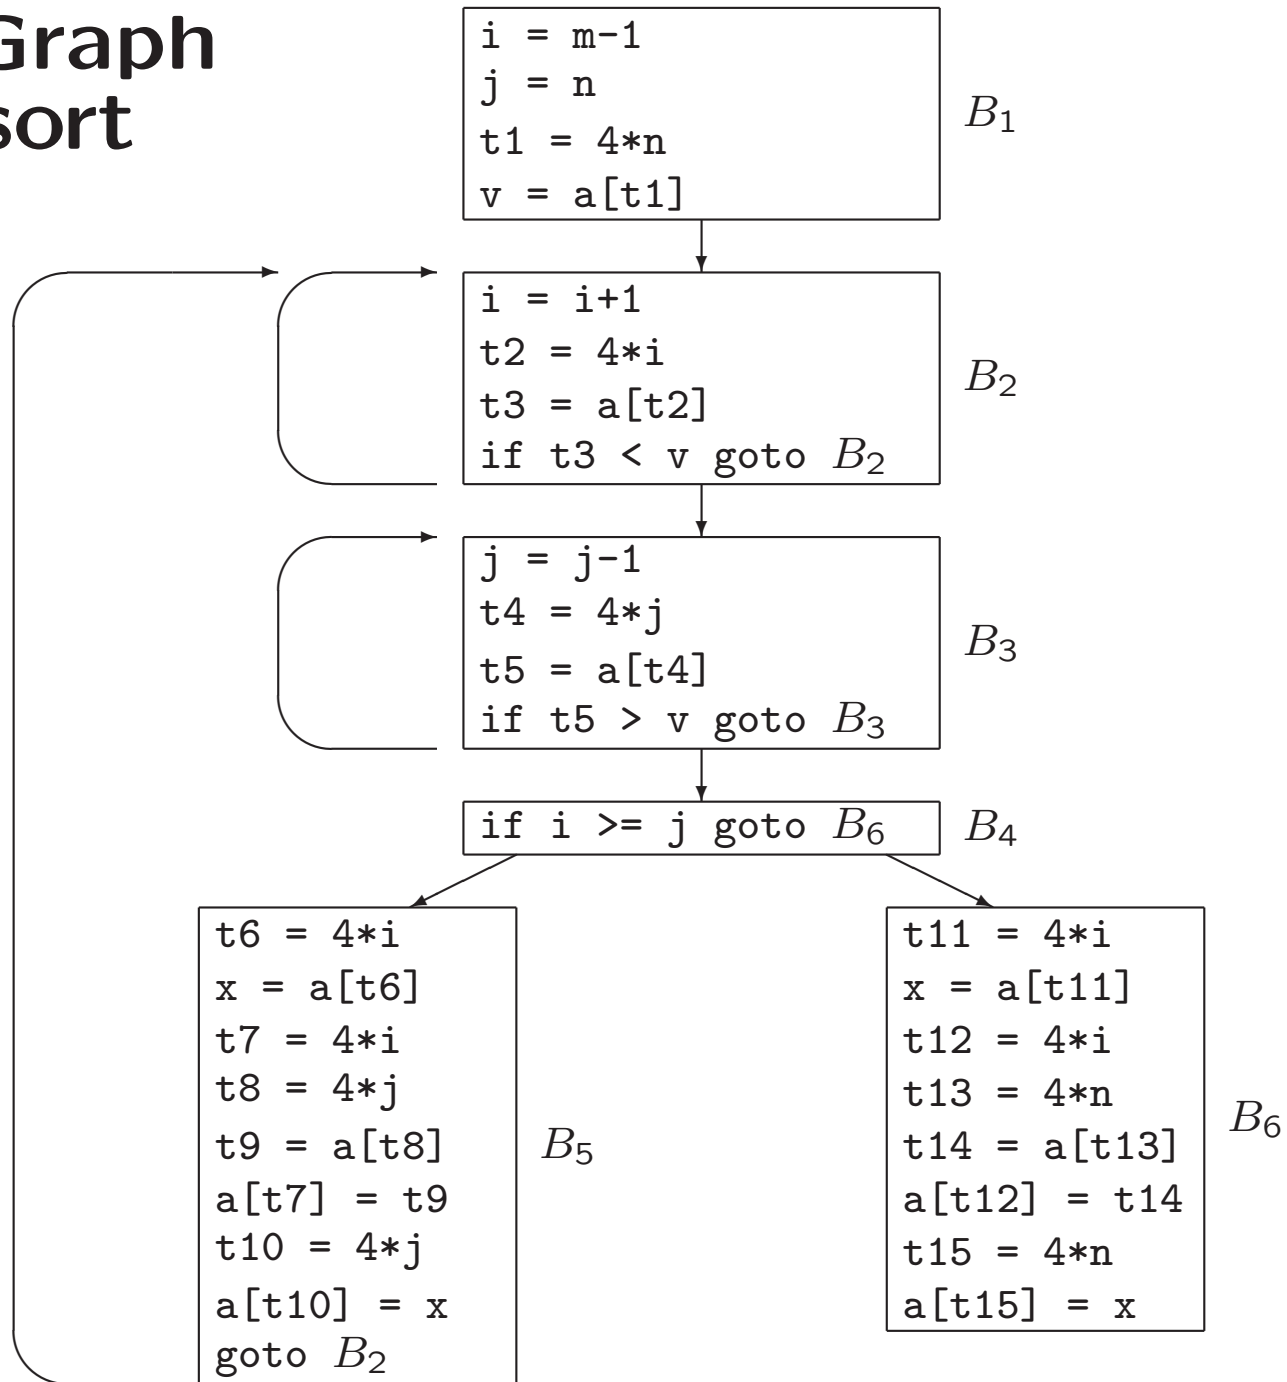 Graph
sort
i = m-1
j = n
t1 = 4*n
v = a[t1]
B1
i = i+1
t2 = 4*i
t3 = a[t2]
if t3 < v goto B2
B2
j = j-1
t4 = 4*j
t5 = a[t4]
if t5 > v goto B3
B3
if i >= j goto B6
B4
t6 = 4*i
x = a[t6]
t7 = 4*i
t8 = 4*j
t9 = a[t8]
a[t7] = t9
t10 = 4*j
a[t10] = x
goto B2
B5
t11 = 4*i
x = a[t11]
t12 = 4*i
t13 = 4*n
t14 = a[t13]
a[t12] = t14
t15 = 4*n
a[t15] = x
B6